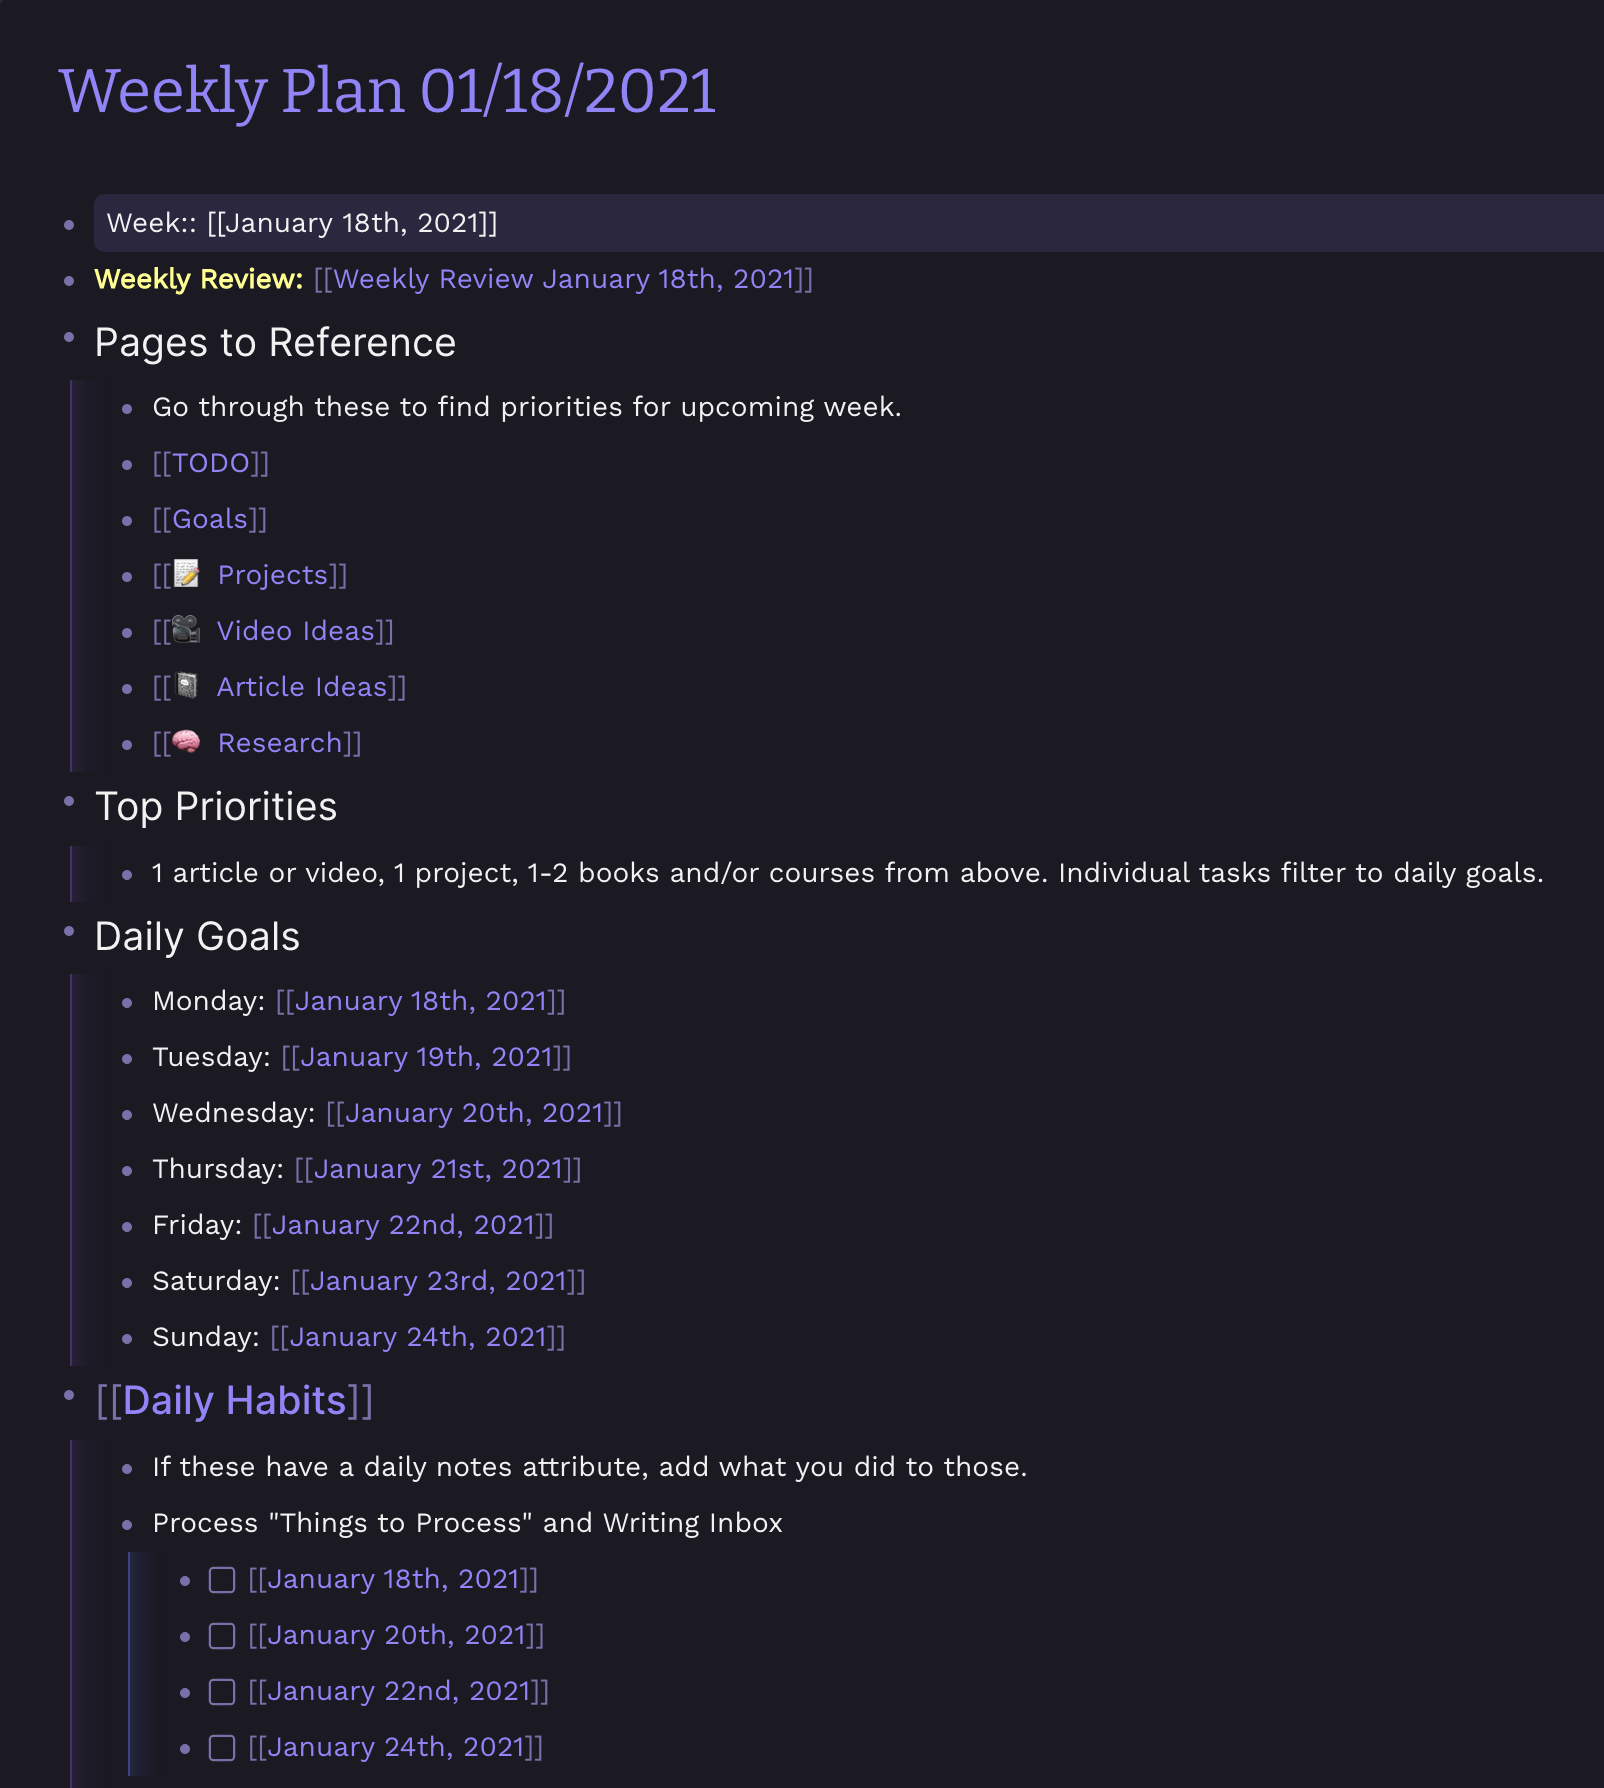 Weekly Plan 01/18/2021
Week:: [[January 18th, 2021]]
Weekly Review: [[Weekly Review January 18th, 2021]]
Pages to Reference
Go through these to find priorities for upcoming week.
[[TODO]]
[[Goals]]
[[📝 Projects]]
[[🎥 Video Ideas]]
[[📓 Article Ideas]]
[[🧠 Research]]
Top Priorities
1 article or video, 1 project, 1-2 books and/or courses from above. Individual tasks filter to daily goals.
Daily Goals
Monday: [[January 18th, 2021]]
Tuesday: [[January 19th, 2021]]
Wednesday: [[January 20th, 2021]]
Thursday: [[January 21st, 2021]]
Friday: [[January 22nd, 2021]]
Saturday: [[January 23rd, 2021]]
Sunday: [[January 24th, 2021]]
[[Daily Habits]]
If these have a daily notes attribute, add what you did to those.
Process "Things to Process" and Writing Inbox
[[January 18th, 2021]]
[[January 20th, 2021]]
[[January 22nd, 2021]]
[[January 24th, 2021]]